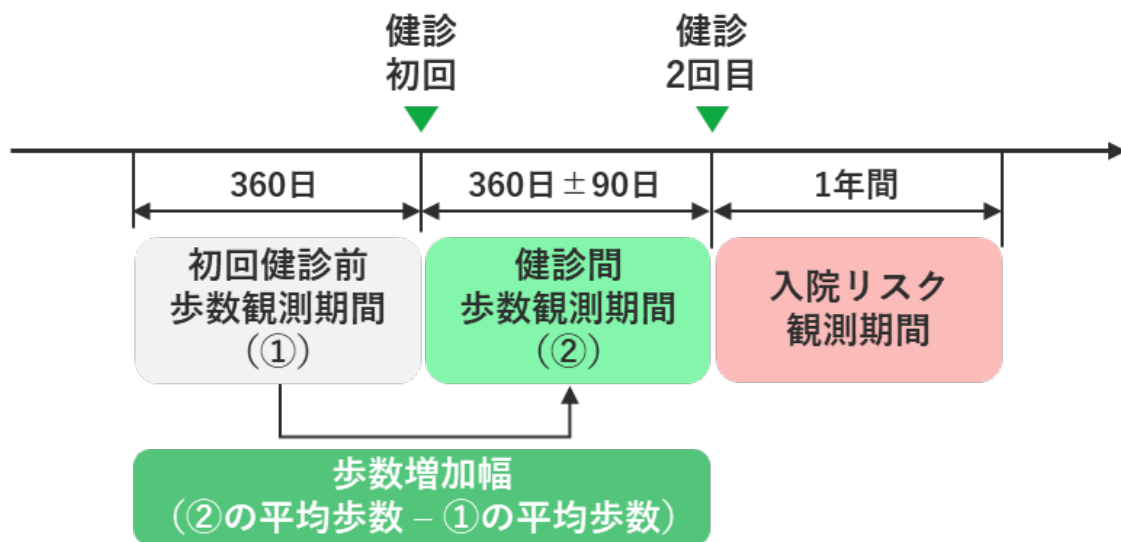 健診
初回
健診
2回目
360日
360日±90日
1年間
初回健診前
歩数観測期間
（①）
健診間
歩数観測期間
（②）
入院リスク
観測期間
歩数増加幅
（②の平均歩数 – ①の平均歩数）